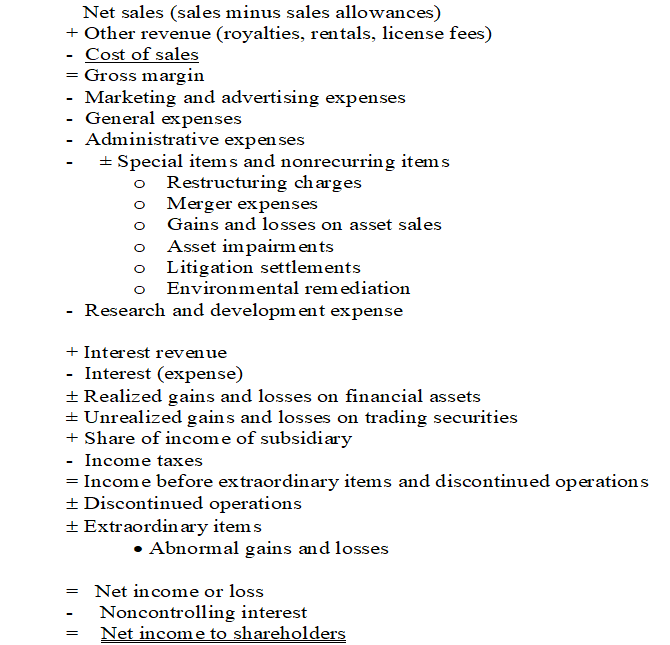 Net sales (sales minus sales allowances)
+ Other revenue (royalties, rentals, license fees)
- Cost of sales
= Gross margin
- Marketing and advertising expenses
- General expenses
- Administrative expenses
- ± Special items and nonrecurring items
o Restructuring charges
o Merger expenses
o Gains and losses on asset sales
o Asset impairments
o Litigation settlements
o Environmental remediation
- Research and development expense
+ Interest revenue
- Interest (expense)
± Realized gains and losses on financial assets
± Unrealized gains and losses on trading securities
+ Share of income of subsidiary
- Income taxes
= Income before extraordinary items and discontinued operations
± Discontinued operations
± Extraordinary items
• Abnormal gains and losses
= Net income or loss
- Noncontrolling interest
= Net income to shareholders